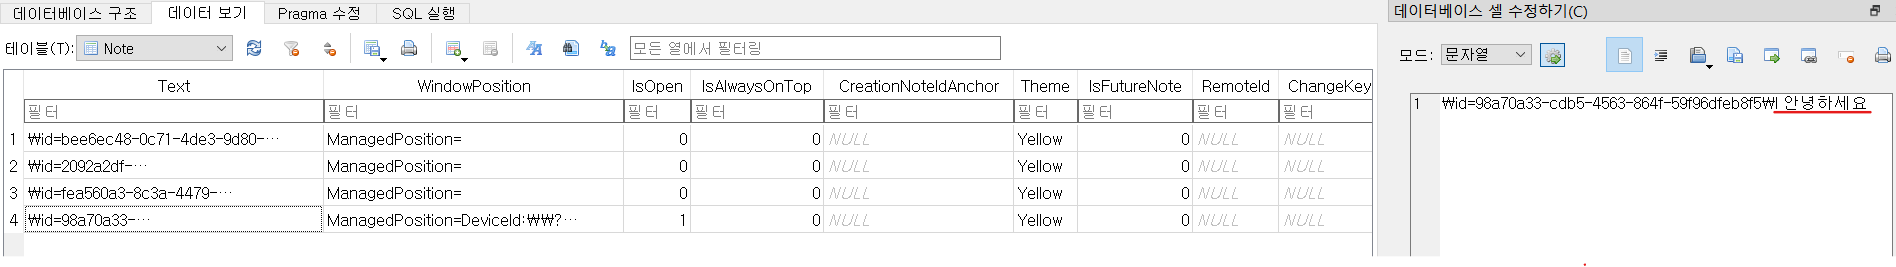 데이터베이스 구조 데이터 보기 Pragma 수정 SQL 실행
테이블(T): Note 모든 열에서 필터링
Text WindowPosition IsOpen IsAlwaysOnTop CreationNoteIdAnchor Theme IsFutureNote RemoteId ChangeKey
필터 필터 필터 필터 필터 필터 필터 필터 필터
1 ₩id=bee6ec48-0c71-4de3-9d80-… ManagedPosition= 0 0 NULL Yellow 0 NULL NULL
2 ₩id=2092a2df-… ManagedPosition= 0 0 NULL Yellow 0 NULL NULL
3 ₩id=fea560a3-8c3a-4479-… ManagedPosition= 0 0 NULL Yellow 0 NULL NULL
4 ₩id=98a70a33-… ManagedPosition=DeviceId:₩₩?… 1 0 NULL Yellow 0 NULL NULL
데이터베이스 셀 수정하기(C)
모드: 문자열
1 ₩id=98a70a33-cdb5-4563-864f-59f96dfeb8f5₩l 안녕하세요